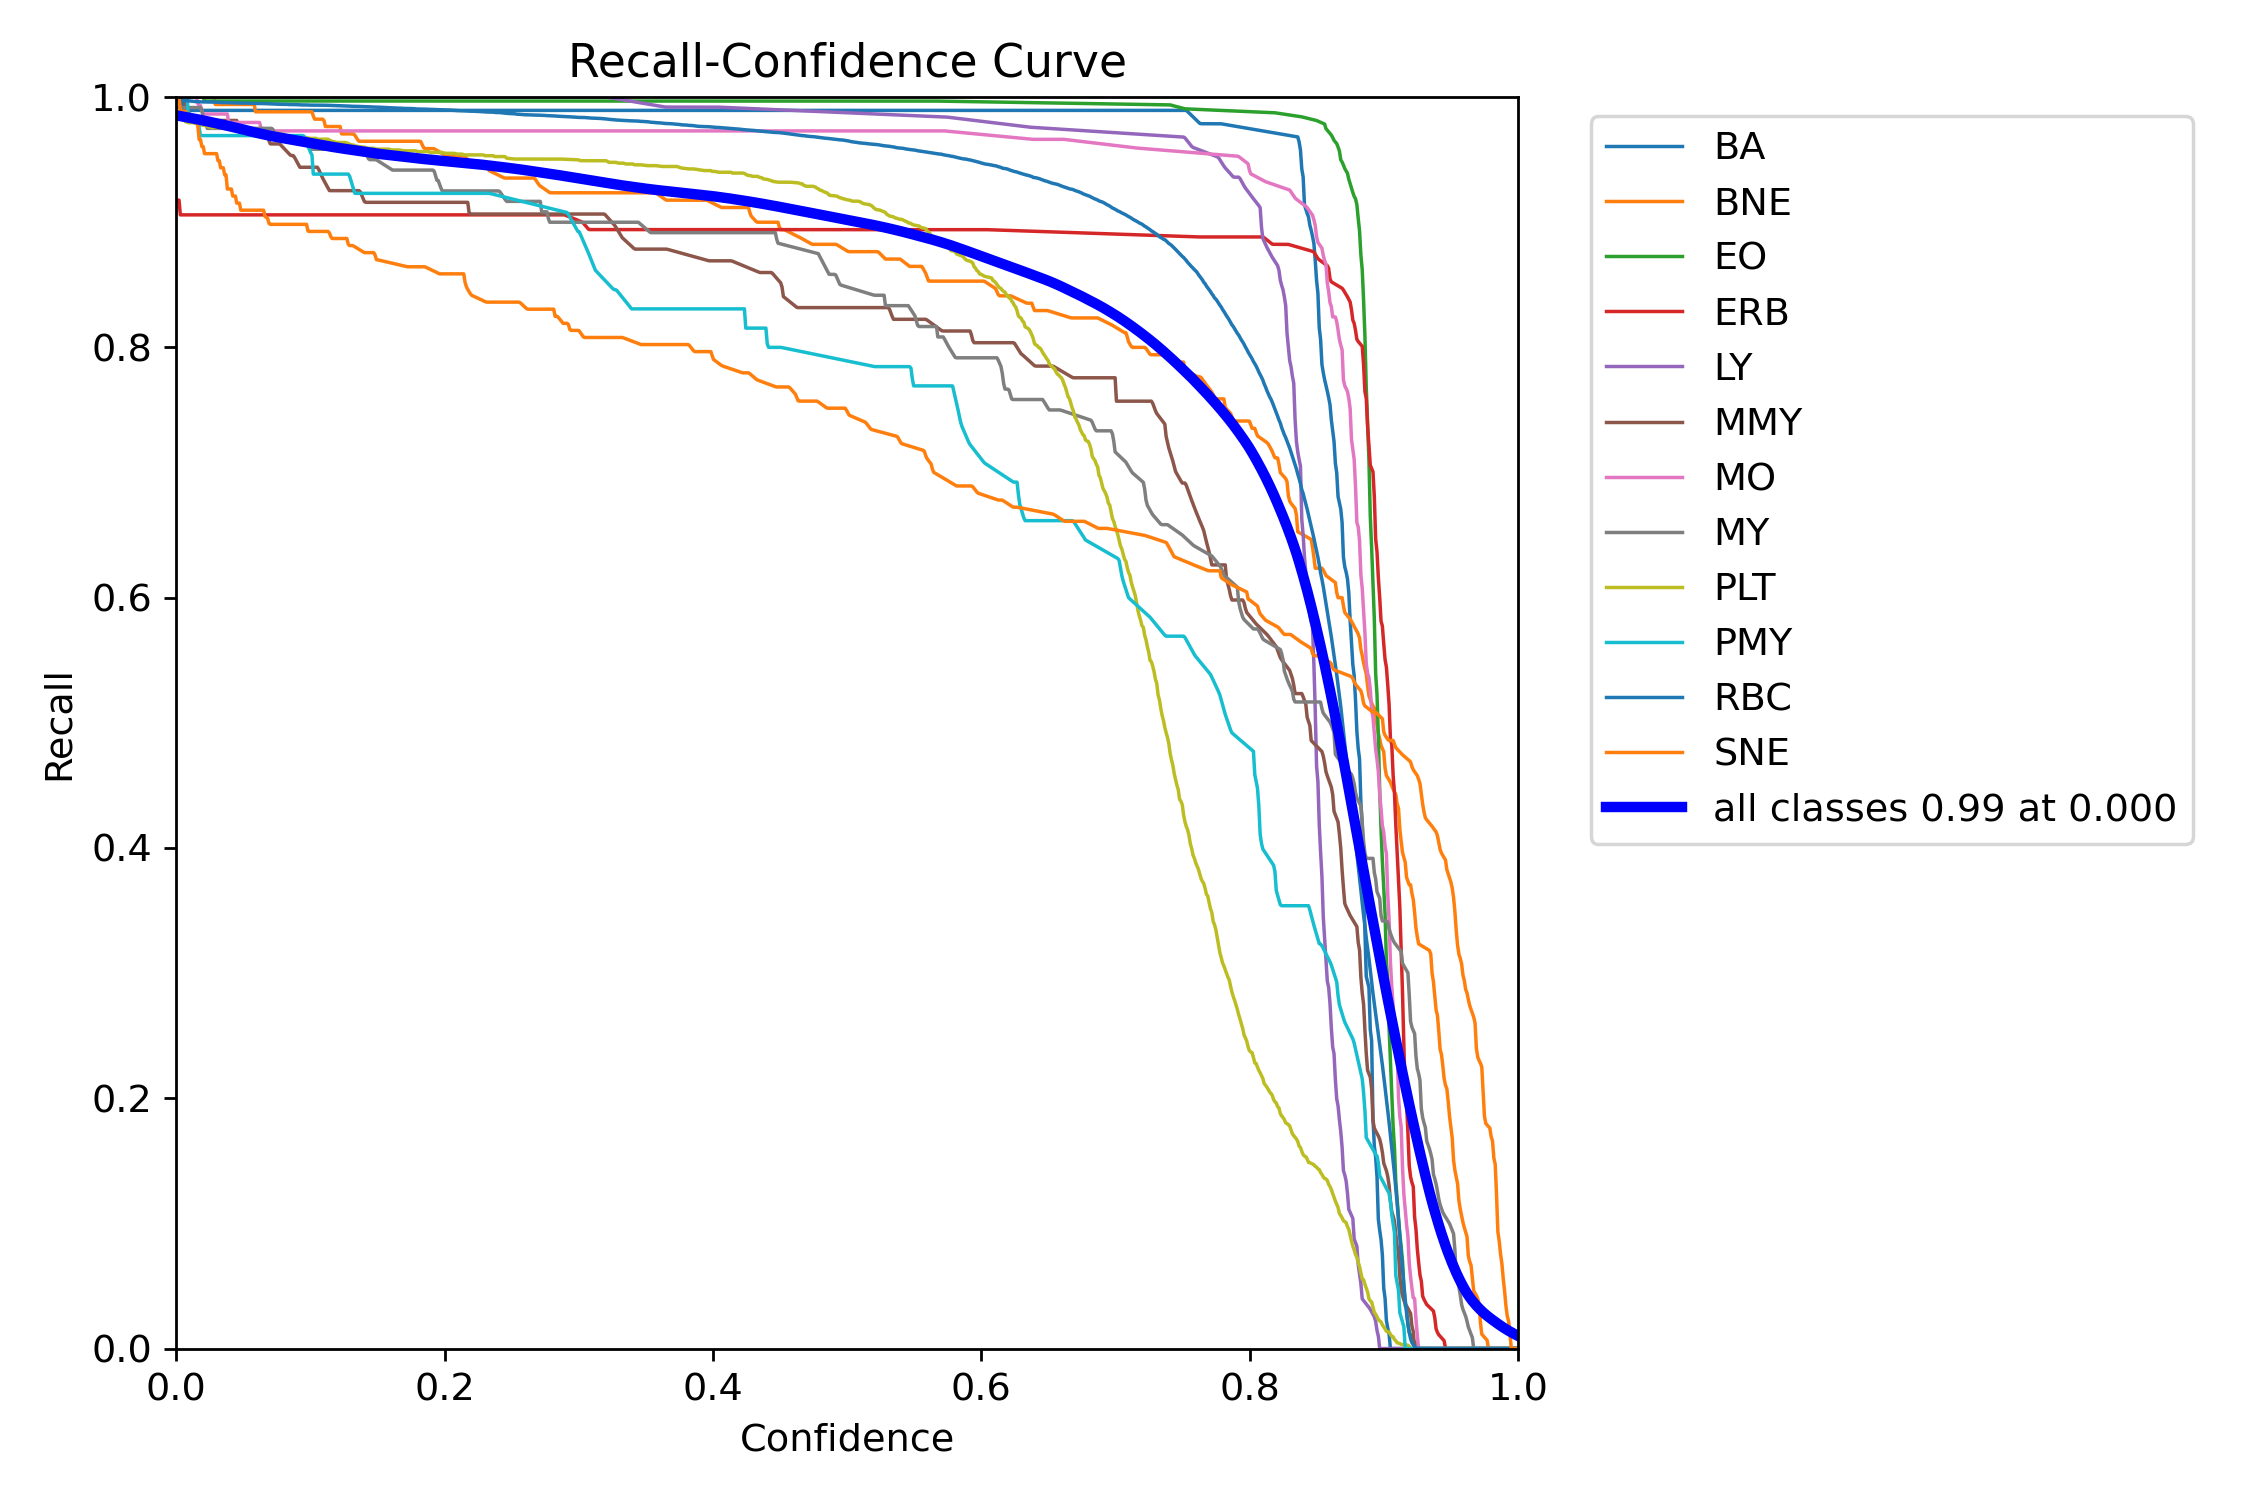 Recall-Confidence Curve
1.0
0.8
0.6
0.4
0.2
0.0
Recall
0.0 0.2 0.4 0.6 0.8 1.0
Confidence
BA
BNE
EO
ERB
LY
MMY
MO
MY
PLT
PMY
RBC
SNE
all classes 0.99 at 0.000